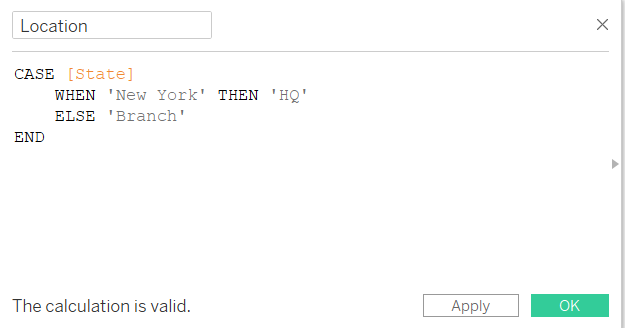 Location
CASE [State]
    WHEN 'New York' THEN 'HQ'
    ELSE 'Branch'
END
The calculation is valid.
Apply
OK